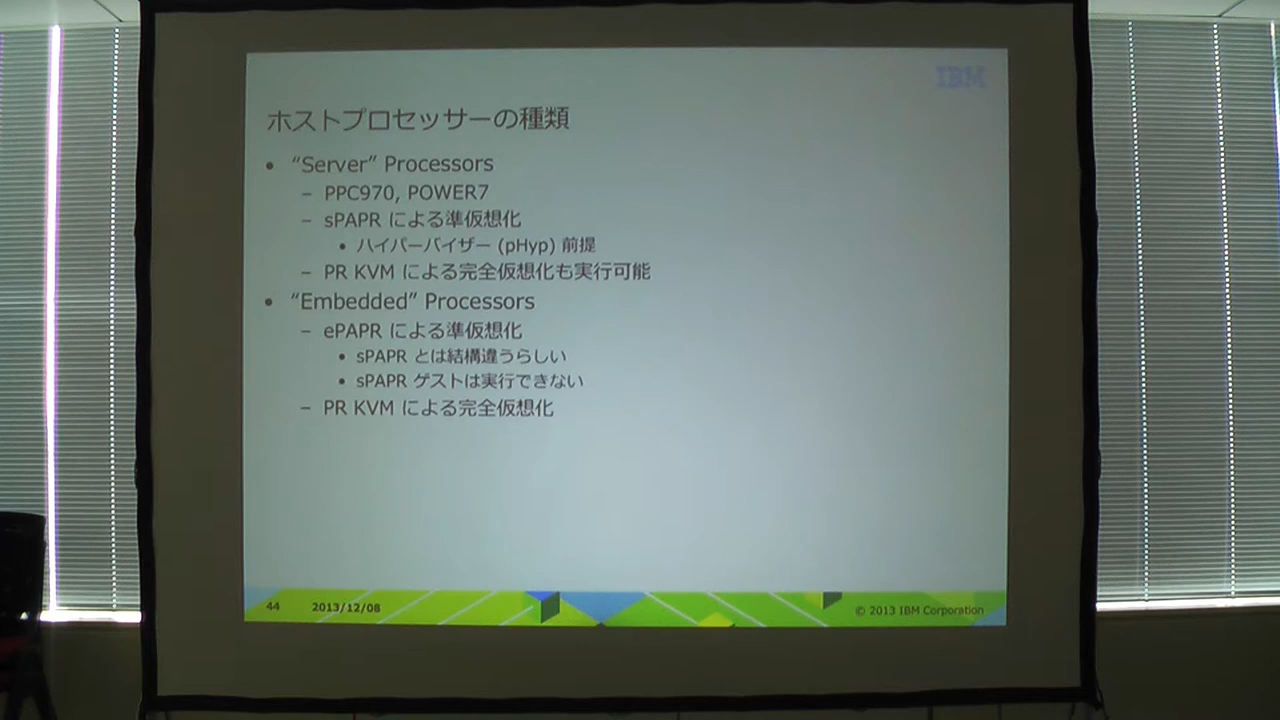 IBM
ホストプロセッサーの種類
• “Server” Processors
– PPC970, POWER7
– sPAPR による準仮想化
• ハイパーバイザー (pHyp) 前提
– PR KVM による完全仮想化も実行可能
• “Embedded” Processors
– ePAPR による準仮想化
• sPAPR とは結構違うらしい
• sPAPR ゲストは実行できない
– PR KVM による完全仮想化
44 2013/12/08 © 2013 IBM Corporation